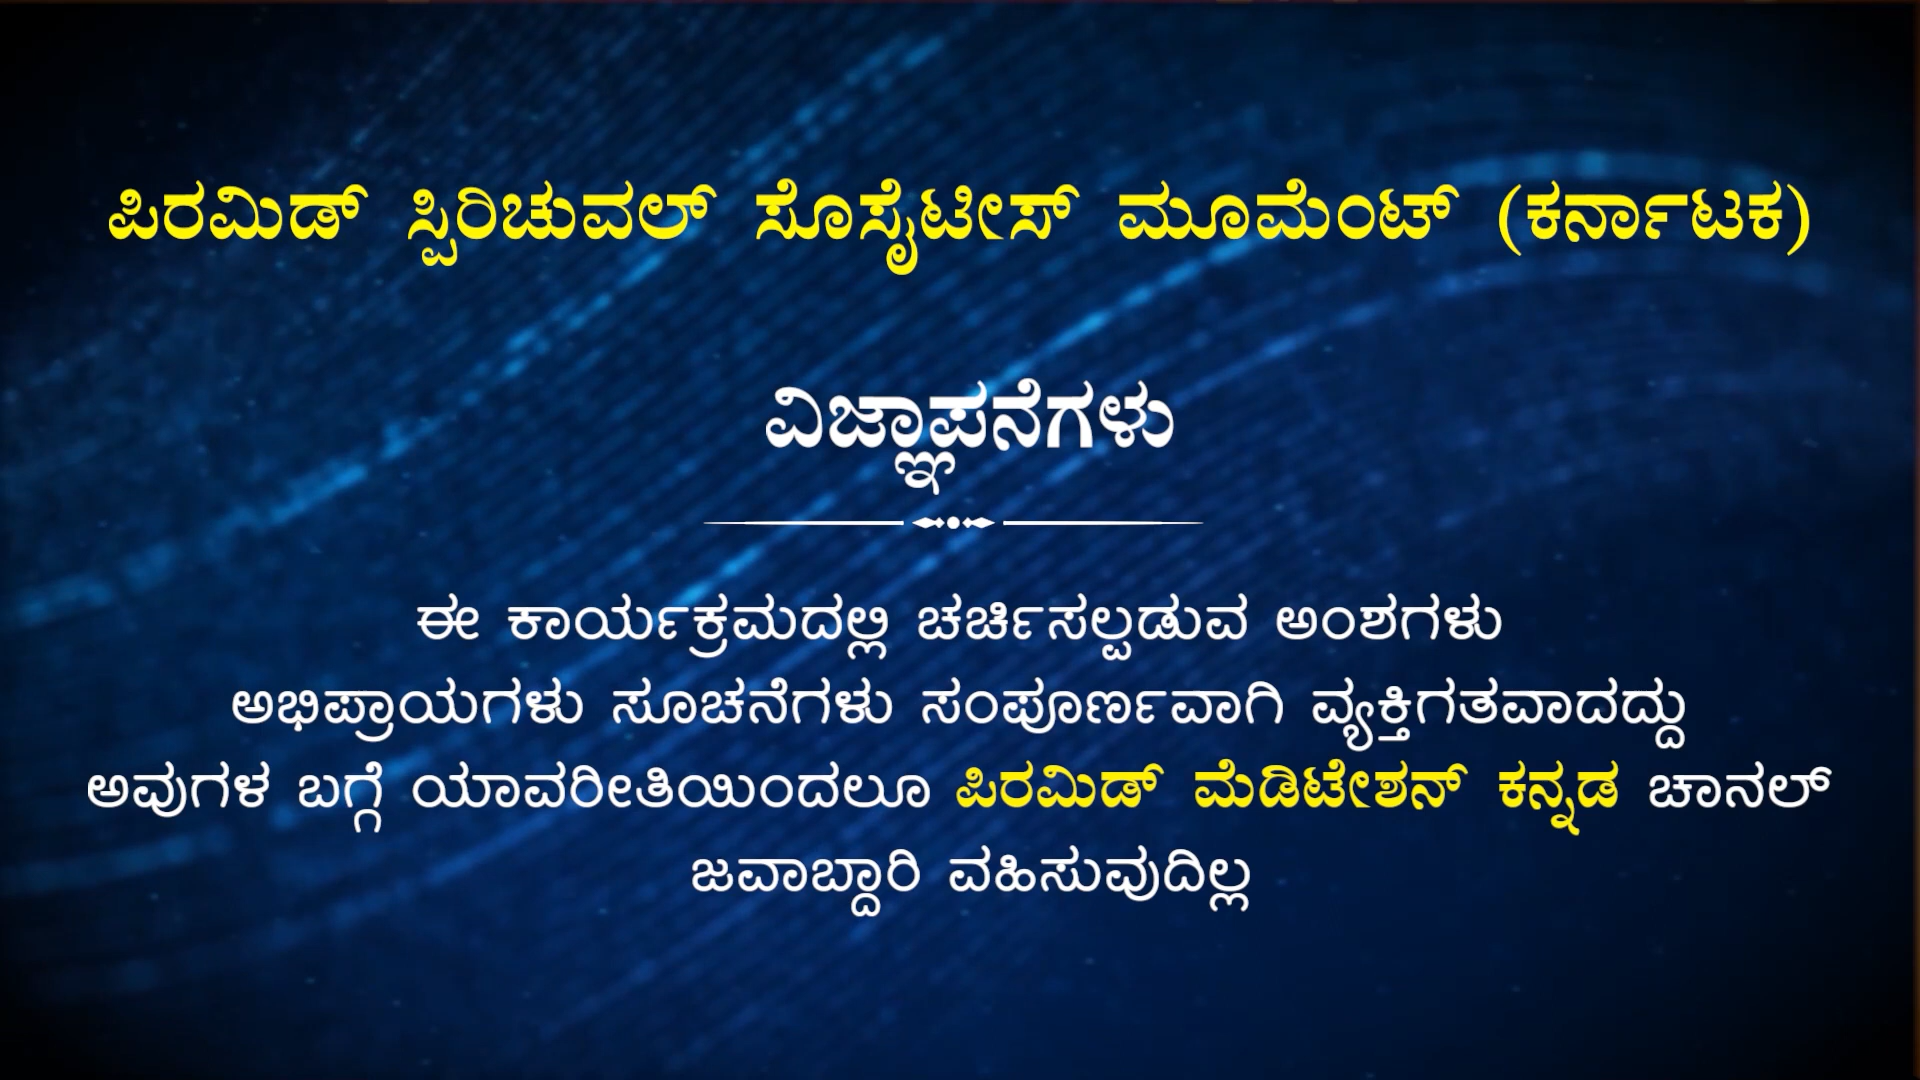 ಪಿರಮಿಡ್ ಸ್ಪಿರಿಚುವಲ್ ಸೊಸೈಟೀಸ್ ಮೂಮೆಂಟ್ (ಕರ್ನಾಟಕ)
ವಿಜ್ಞಾಪನೆಗಳು
ಈ ಕಾರ್ಯಕ್ರಮದಲ್ಲಿ ಚರ್ಚಿಸಲ್ಪಡುವ ಅಂಶಗಳು
ಅಭಿಪ್ರಾಯಗಳು ಸೂಚನೆಗಳು ಸಂಪೂರ್ಣವಾಗಿ ವ್ಯಕ್ತಿಗತವಾದದ್ದು
ಅವುಗಳ ಬಗ್ಗೆ ಯಾವರೀತಿಯಿಂದಲೂ ಪಿರಮಿಡ್ ಮೆಡಿಟೇಶನ್ ಕನ್ನಡ ಚಾನಲ್
ಜವಾಬ್ದಾರಿ ವಹಿಸುವುದಿಲ್ಲ